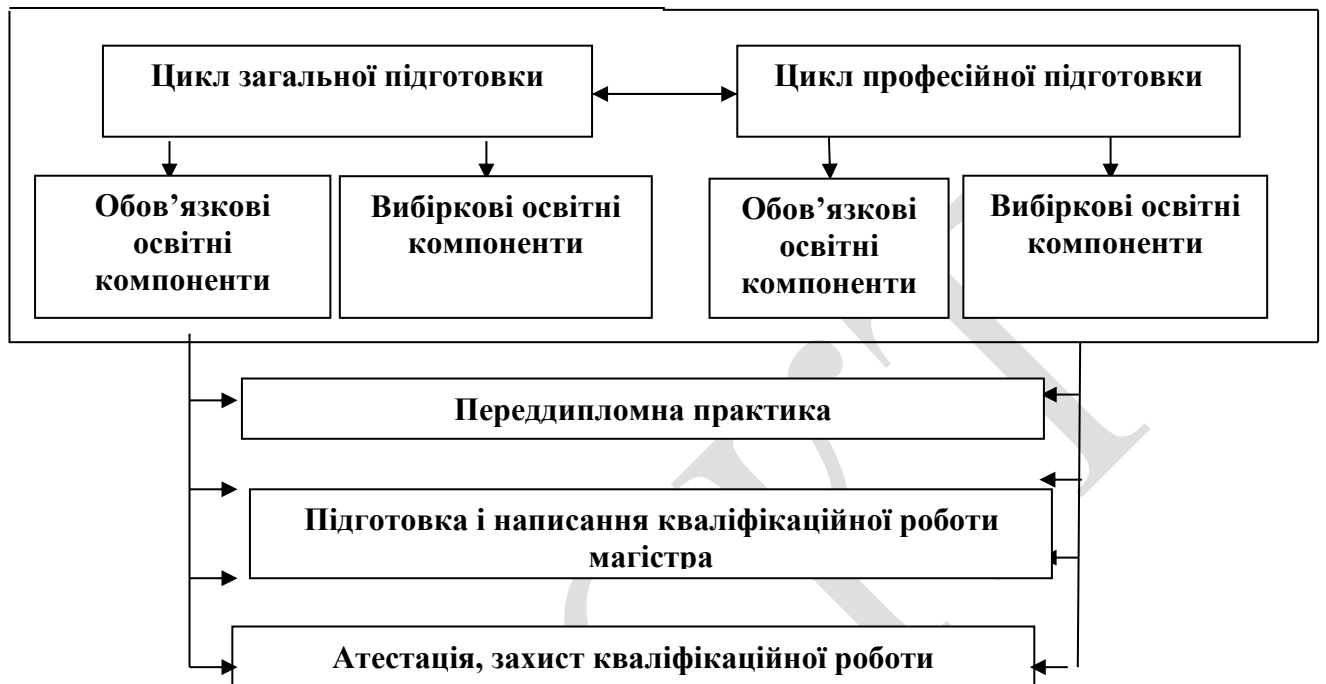 Цикл загальної підготовки
Цикл професійної підготовки
Обов’язкові
освітні
компоненти
Вибіркові освітні
компоненти
Обов’язкові
освітні
компоненти
Вибіркові освітні
компоненти
Переддипломна практика
Підготовка і написання кваліфікаційної роботи
магістра
Атестація, захист кваліфікаційної роботи